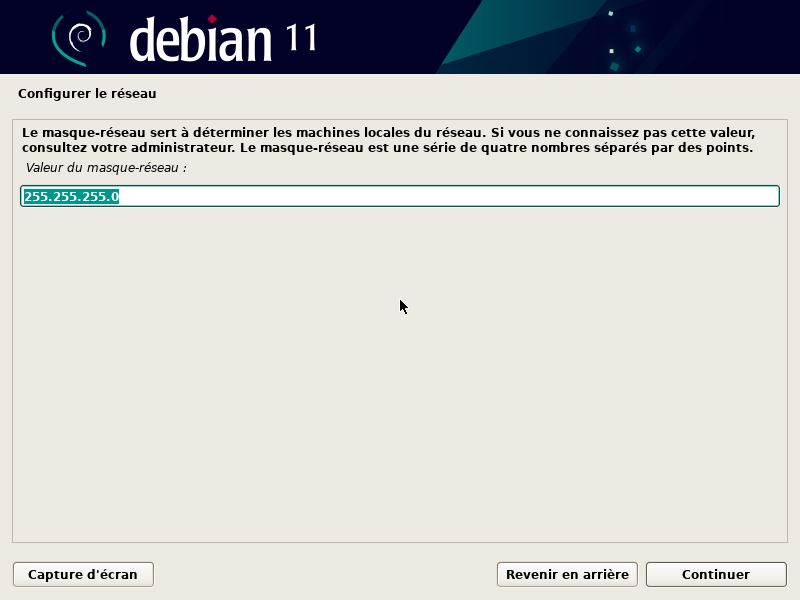 debian 11
Configurer le réseau
Le masque-réseau sert à déterminer les machines locales du réseau. Si vous ne connaissez pas cette valeur,
consultez votre administrateur. Le masque-réseau est une série de quatre nombres séparés par des points.
Valeur du masque-réseau :
255.255.255.0
Capture d'écran
Revenir en arrière
Continuer